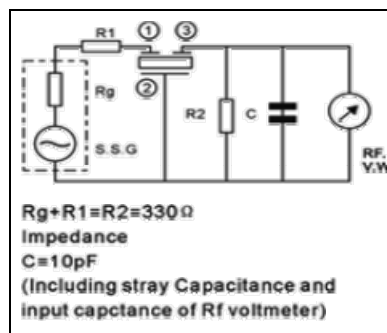 R1
①
③
Rg
②
R2
C
S.S.G
RF.
V.W
Rg+R1=R2=330Ω
Impedance
C=10pF
(Including stray Capacitance and
input capctance of Rf voltmeter)